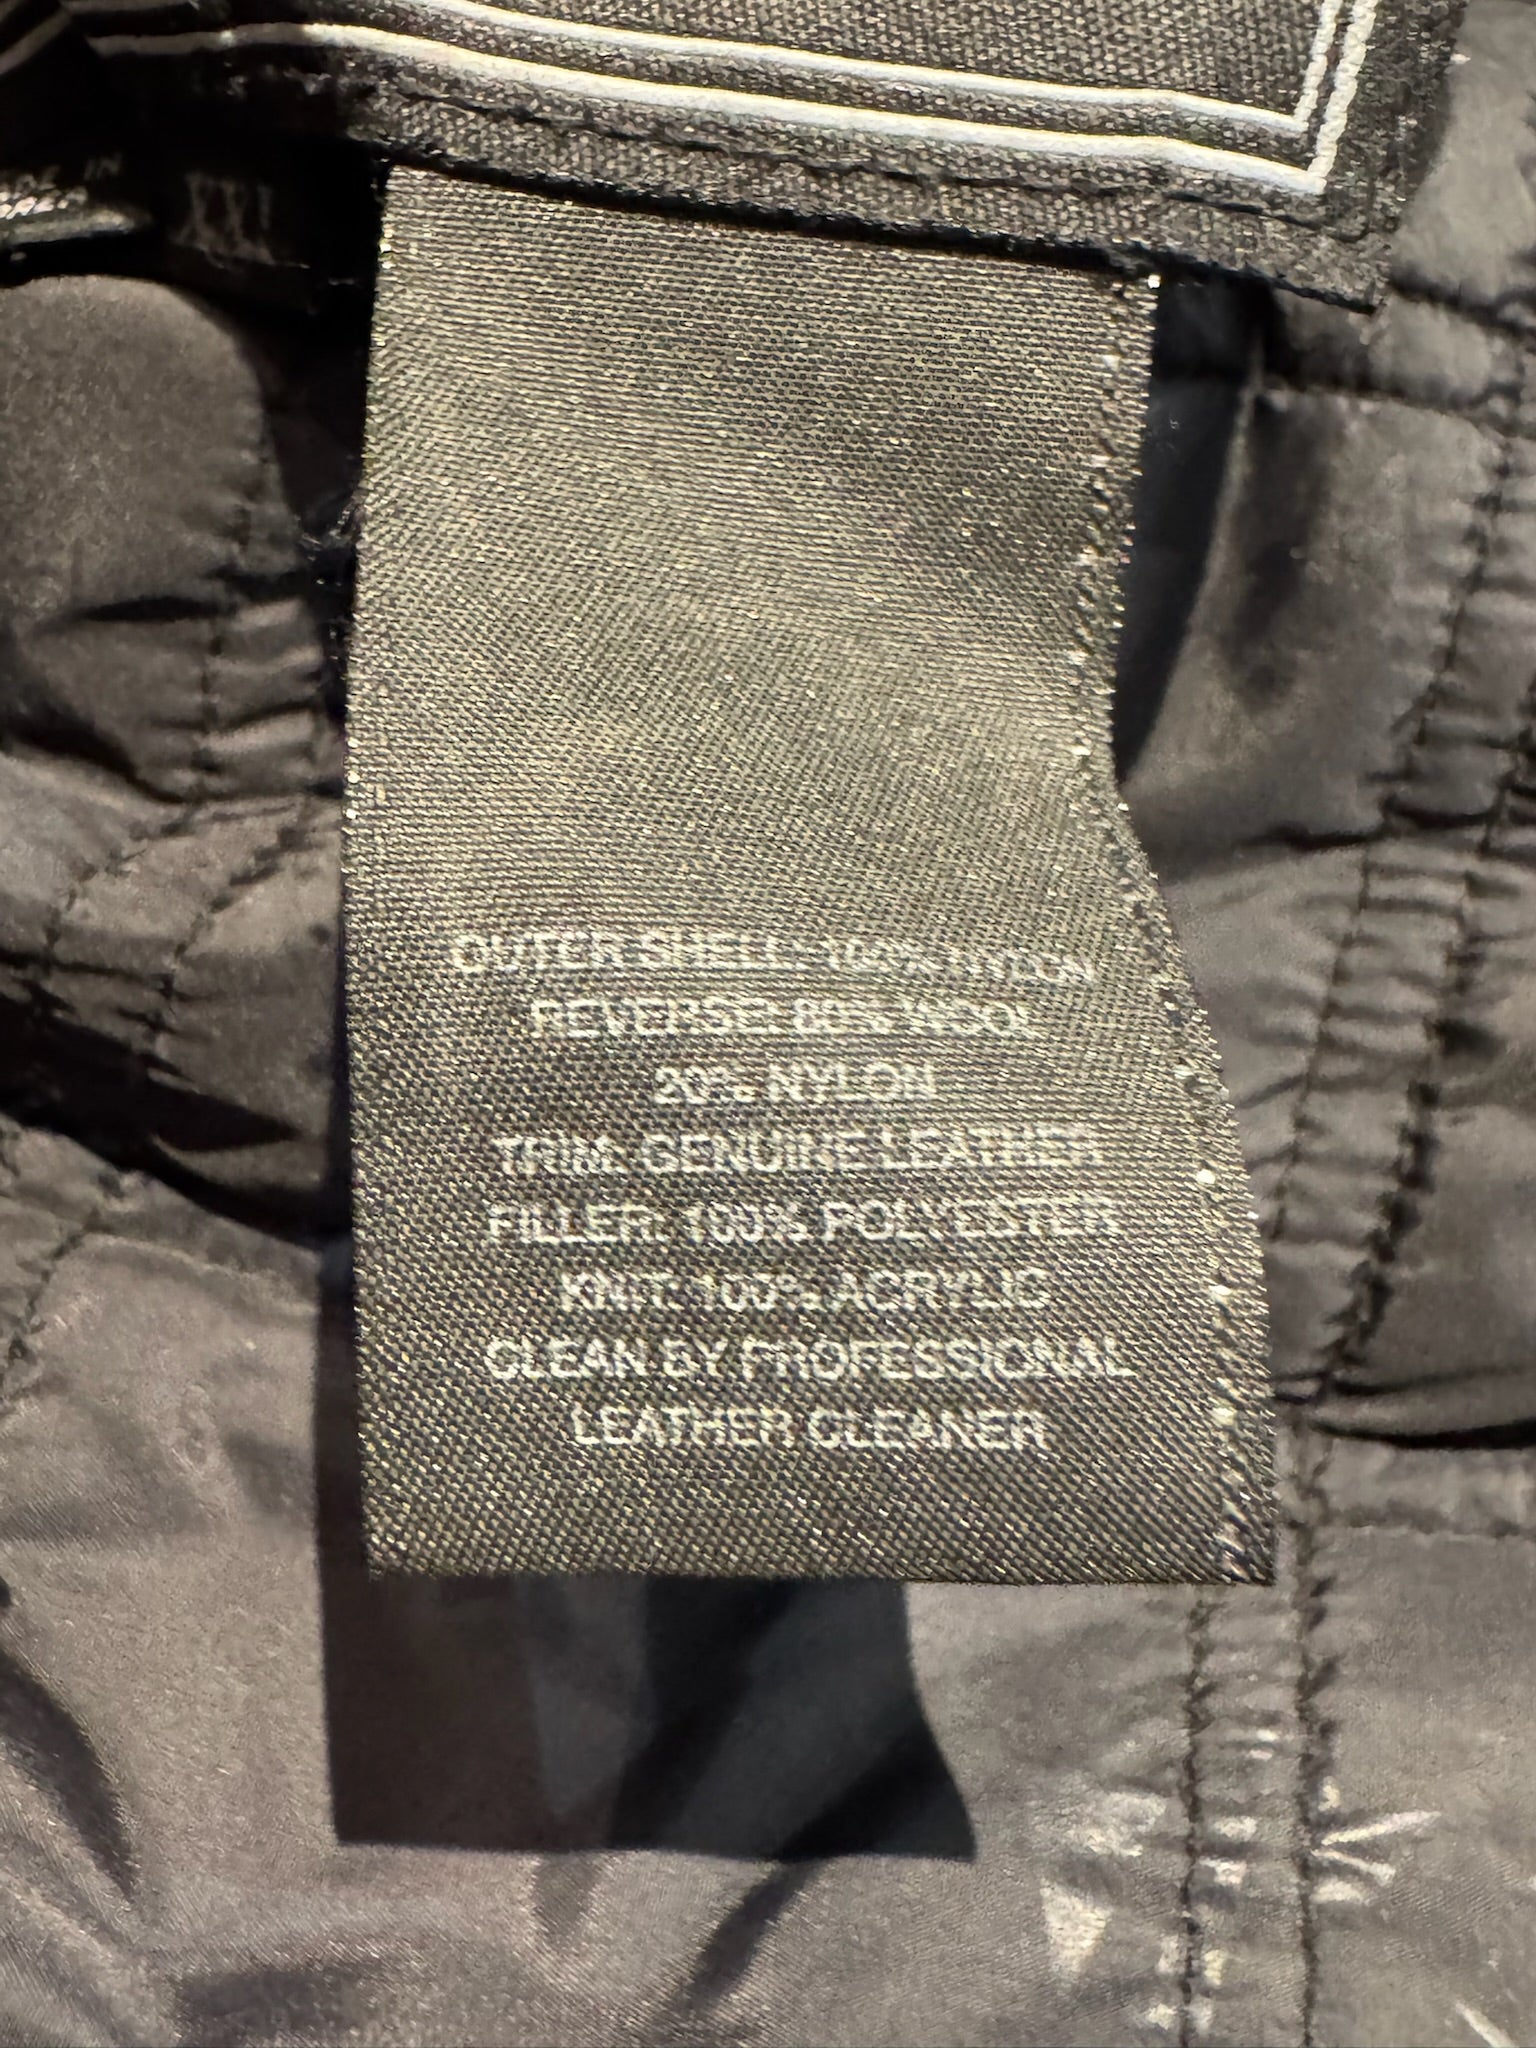 XXL
OUTER SHELL: 100% NYLON
REVERSE: 80% WOOL
20% NYLON
TRIM: GENUINE LEATHER
FILLER: 100% POLYESTER
KNIT: 100% ACRYLIC
CLEAN BY PROFESSIONAL
LEATHER CLEANER